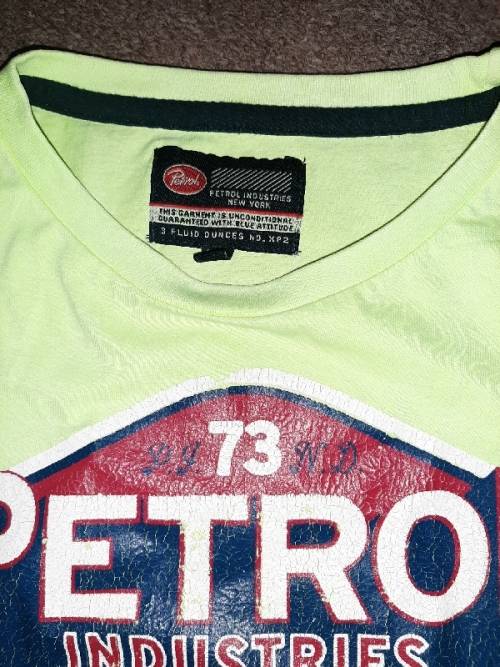 Petrol
PETROL INDUSTRIES
NEW YORK
THIS GARMENT IS UNCONDITIONAL
GUARANTEED WITH BLUE ATTITUDE
3 FLUID OUNCES NO. XP2
73
N.D.
PETRO
INDUSTRIES